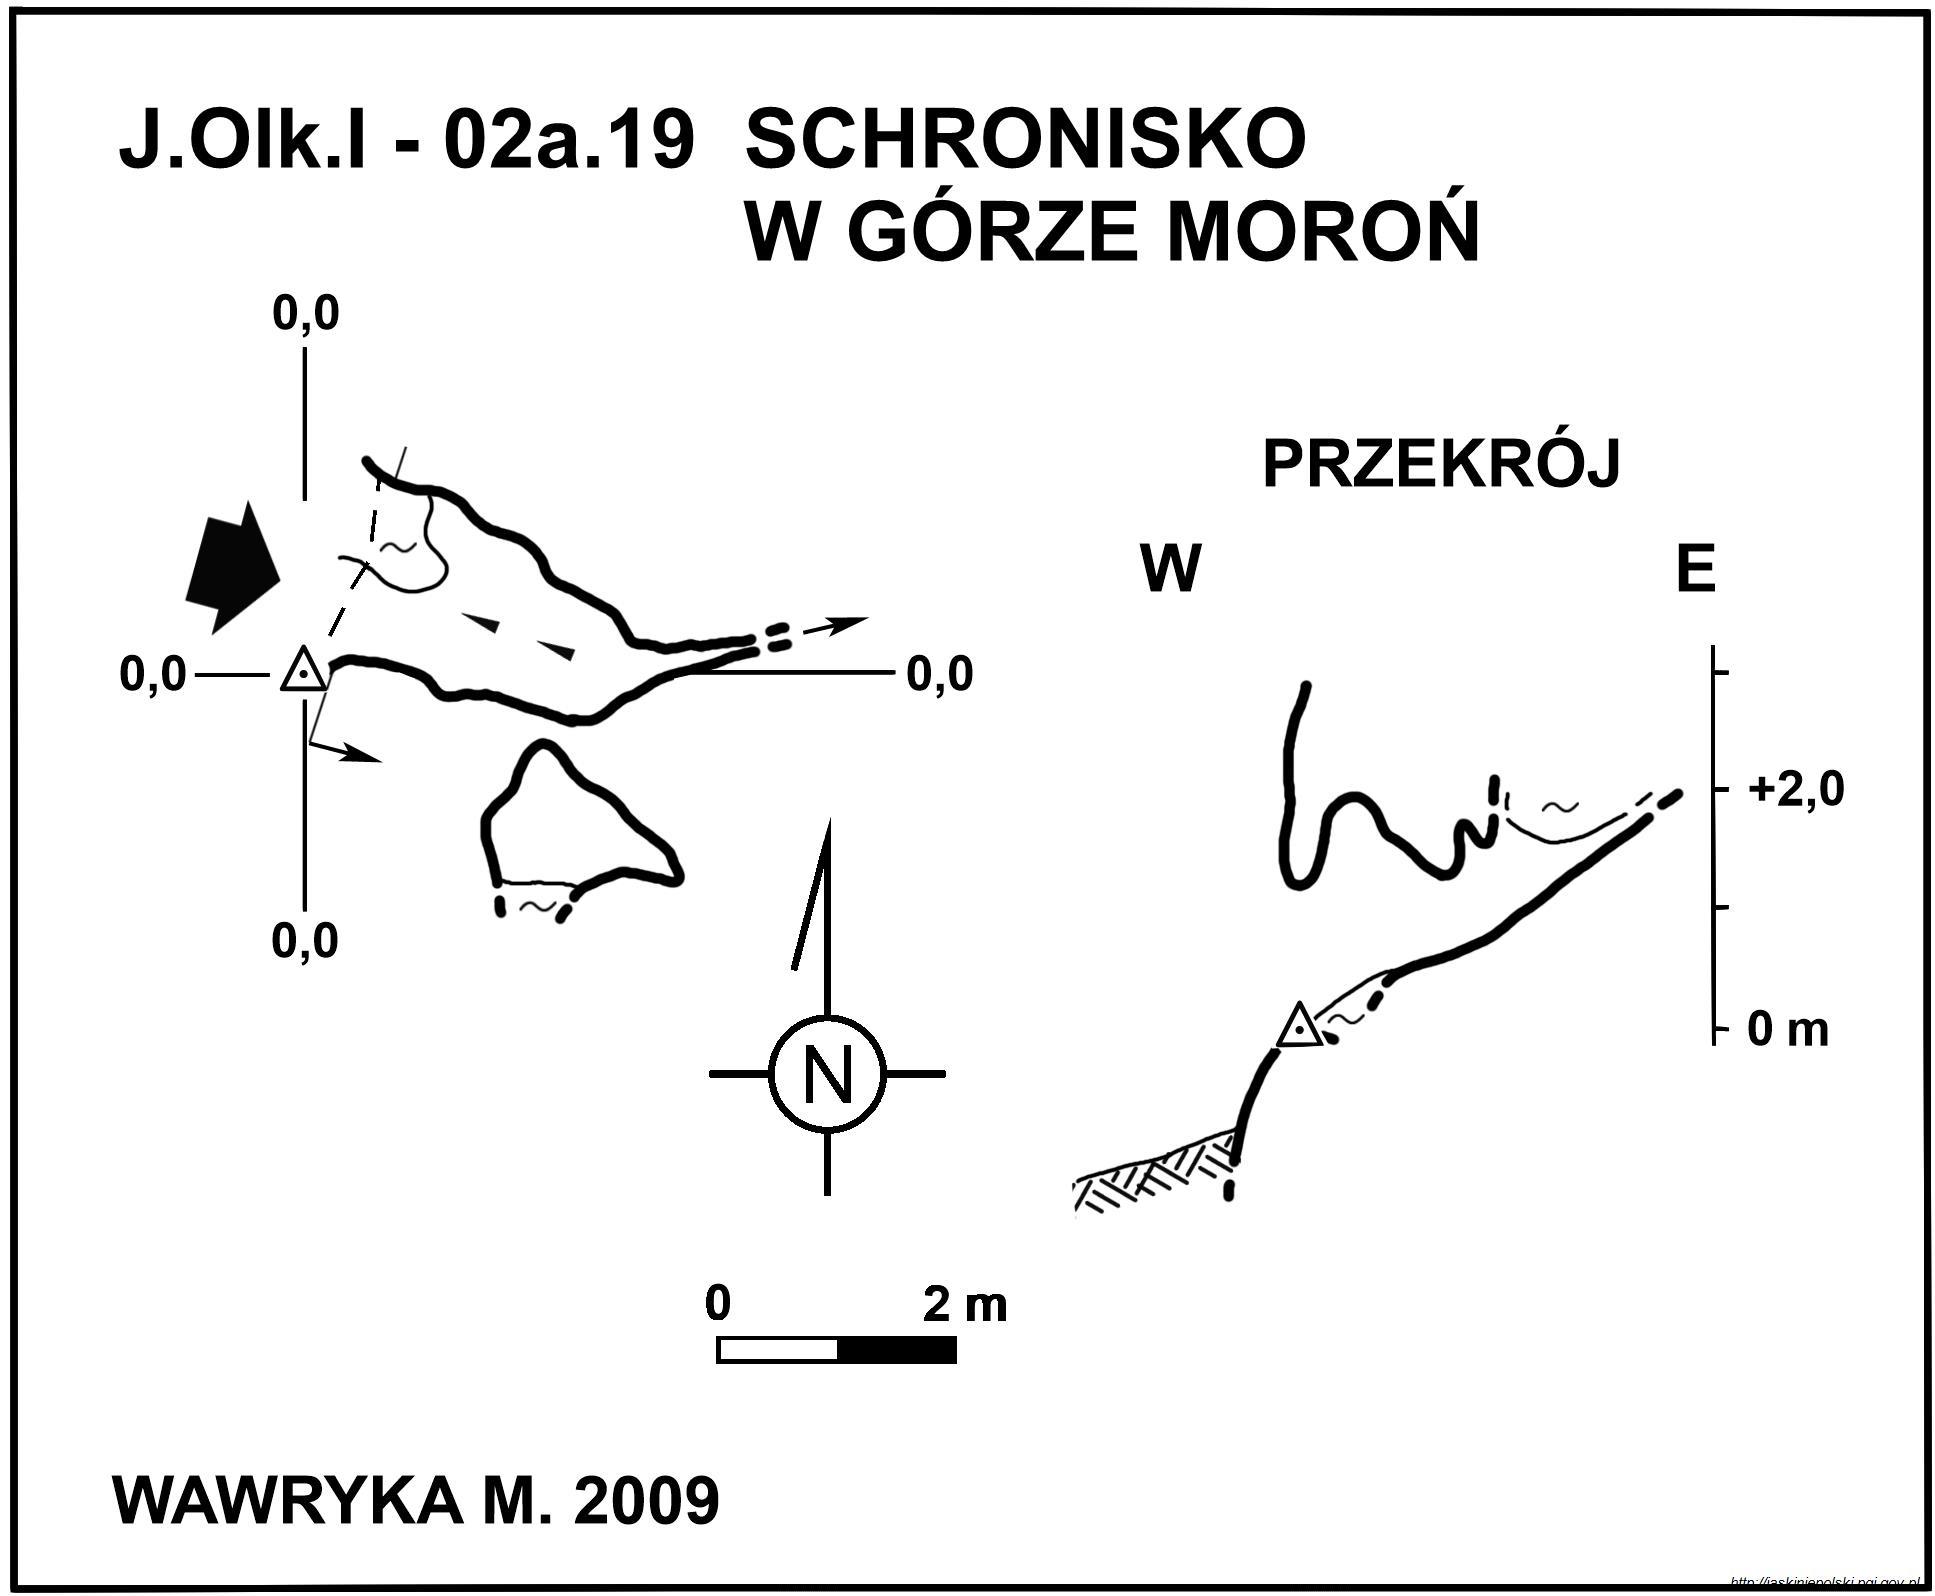 J.Olk.I - 02a.19 SCHRONISKO
W GÓRZE MOROŃ
0,0
0,0
0,0
0,0
PRZEKRÓJ
W E
+2,0
0 m
N
0 2 m
WAWRYKA M. 2009
http://jaskiniepolski.pgi.gov.pl